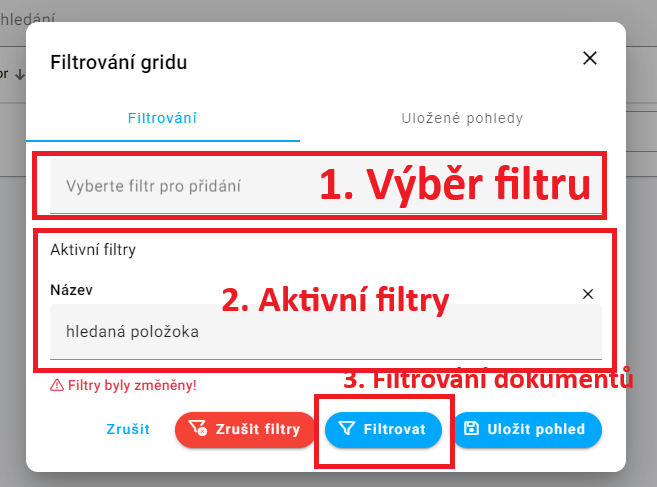 hledání
or
Filtrování gridu
Filtrování
Uložené pohledy
Vyberte filtr pro přidání
1. Výběr filtru
Aktivní filtry
Název
2. Aktivní filtry
hledaná položoka
3. Filtrování dokumentů
Filtry byly změněny!
Zrušit
Zrušit filtry
Filtrovat
Uložit pohled